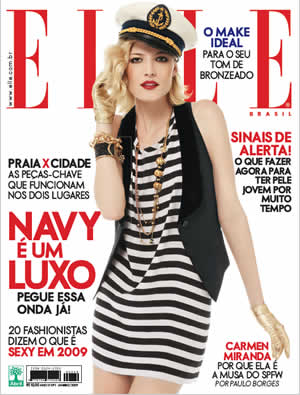 ELLE
BRASIL
www.elle.com.br
O MAKE
IDEAL
PARA O SEU
TOM DE
BRONZEADO
SINAIS DE
ALERTA!
O QUE FAZER
AGORA PARA
TER PELE
JOVEM POR
MUITO
TEMPO
PRAIA X CIDADE
AS PEÇAS-CHAVE
QUE FUNCIONAM
NOS DOIS LUGARES
NAVY
É UM
LUXO
PEGUE ESSA
ONDA JÁ!
20 FASHIONISTAS
DIZEM O QUE É
SEXY EM 2009
CARMEN
MIRANDA
POR QUE ELA É
A MUSA DO SPFW
POR PAULO BORGES
Abril